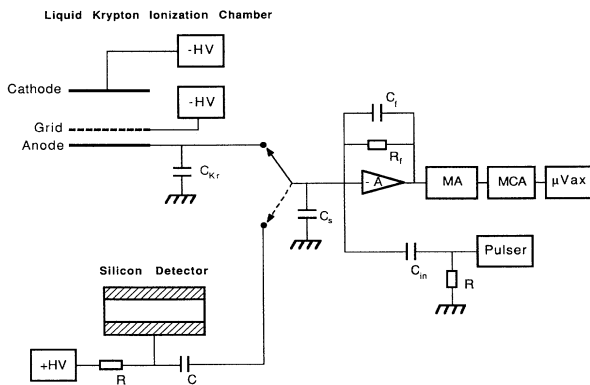 Liquid Krypton Ionization Chamber
-HV
Cathode
-HV
Grid
Anode
C_Kr
C_s
C_f
R_f
- A
MA
MCA
μVax
C_in
Pulser
R
Silicon Detector
+HV
R
C